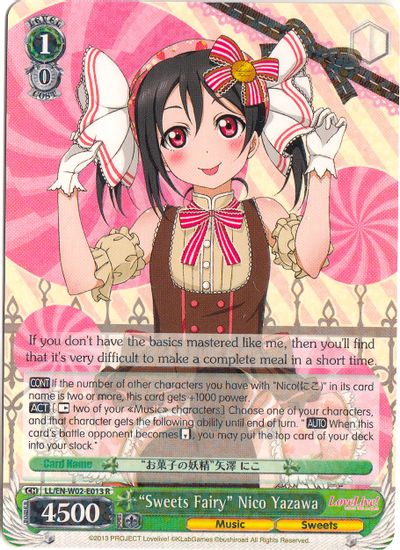 LEVEL
1
0
COST
If you don't have the basics mastered like me, then you'll find
that it's very difficult to make a complete meal in a short time.
CONT If the number of other characters you have with "Nico(にこ)" in its card
name is two or more, this card gets +1000 power.
ACT [ two of your «Music» characters] Choose one of your characters,
and that character gets the following ability until end of turn. " AUTO When this
card's battle opponent becomes , you may put the top card of your deck
into your stock."
Card Name
"お菓子の妖精"矢澤 にこ
CH LL/EN-W02-E013 R
4500
"Sweets Fairy" Nico Yazawa
LoveLive!
Music
Sweets
©2013 PROJECT Lovelive! ©KLabGames ©bushiroad All Rights Reserved.